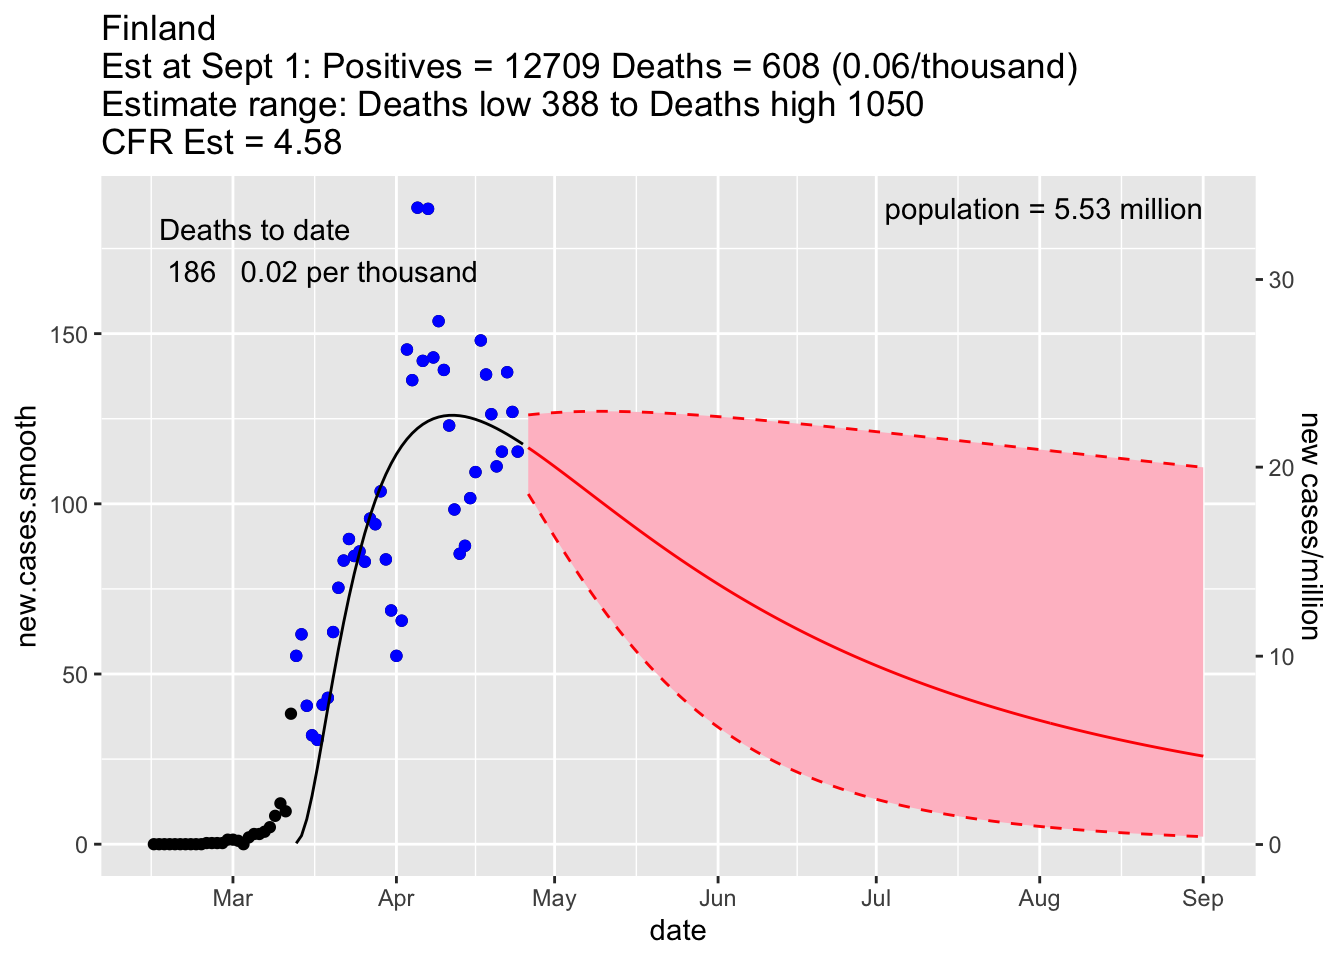 Finland
Est at Sept 1: Positives = 12709 Deaths = 608 (0.06/thousand)
Estimate range: Deaths low 388 to Deaths high 1050
CFR Est = 4.58
population = 5.53 million
Deaths to date
186 0.02 per thousand
new.cases.smooth
150
100
50
0
30
20
10
0
new cases/million
Mar Apr May Jun Jul Aug Sep
date